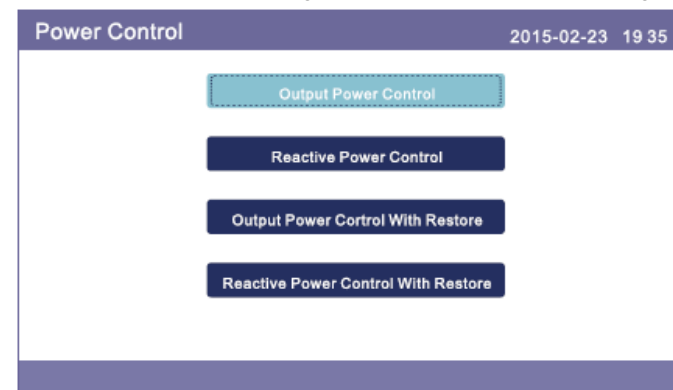 Power Control
2015-02-23 19 35
Output Power Control
Reactive Power Control
Output Power Cortrol With Restore
Reactive Power Control With Restore